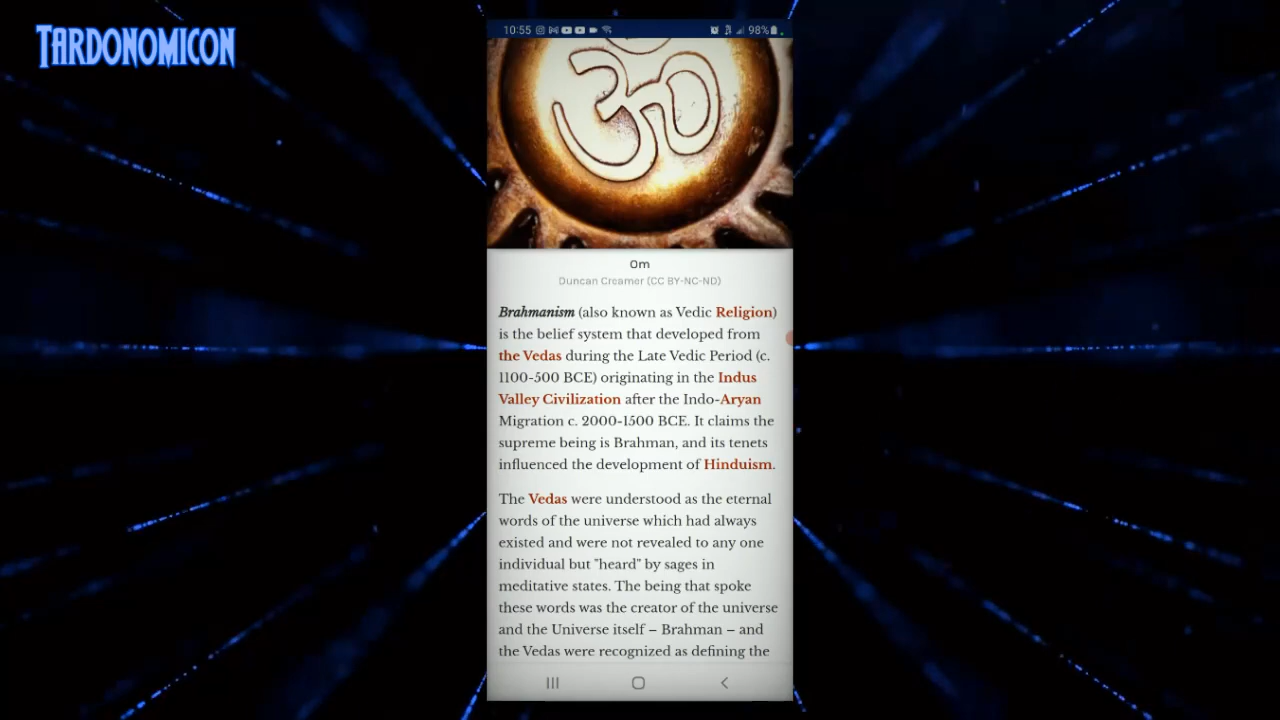 TARDONOMICON
10:55
98%
Om
Duncan Creamer (CC BY-NC-ND)
Brahmanism (also known as Vedic Religion)
is the belief system that developed from
the Vedas during the Late Vedic Period (c.
1100-500 BCE) originating in the Indus
Valley Civilization after the Indo-Aryan
Migration c. 2000-1500 BCE. It claims the
supreme being is Brahman, and its tenets
influenced the development of Hinduism.
The Vedas were understood as the eternal
words of the universe which had always
existed and were not revealed to any one
individual but "heard" by sages in
meditative states. The being that spoke
these words was the creator of the universe
and the Universe itself – Brahman – and
the Vedas were recognized as defining the